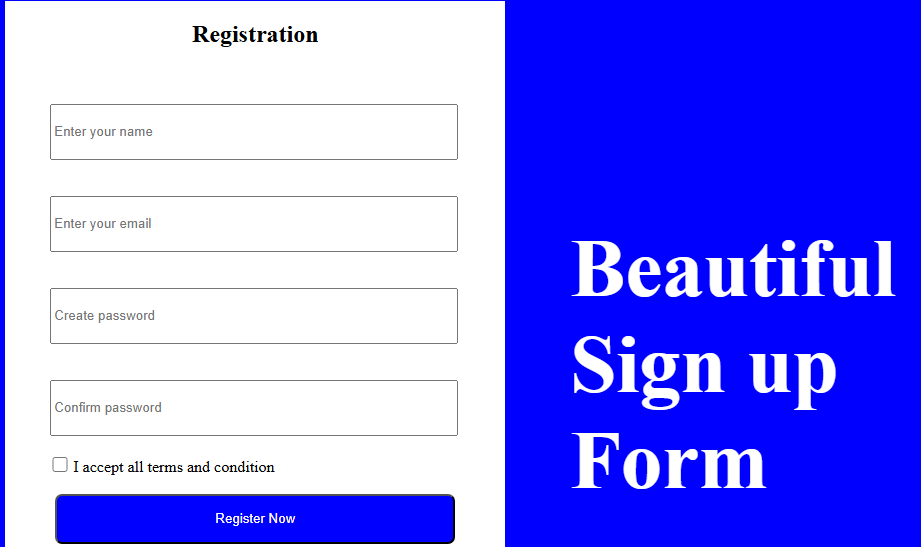 Registration
Enter your name
Enter your email
Create password
Confirm password
I accept all terms and condition
Register Now
Beautiful
Sign up
Form